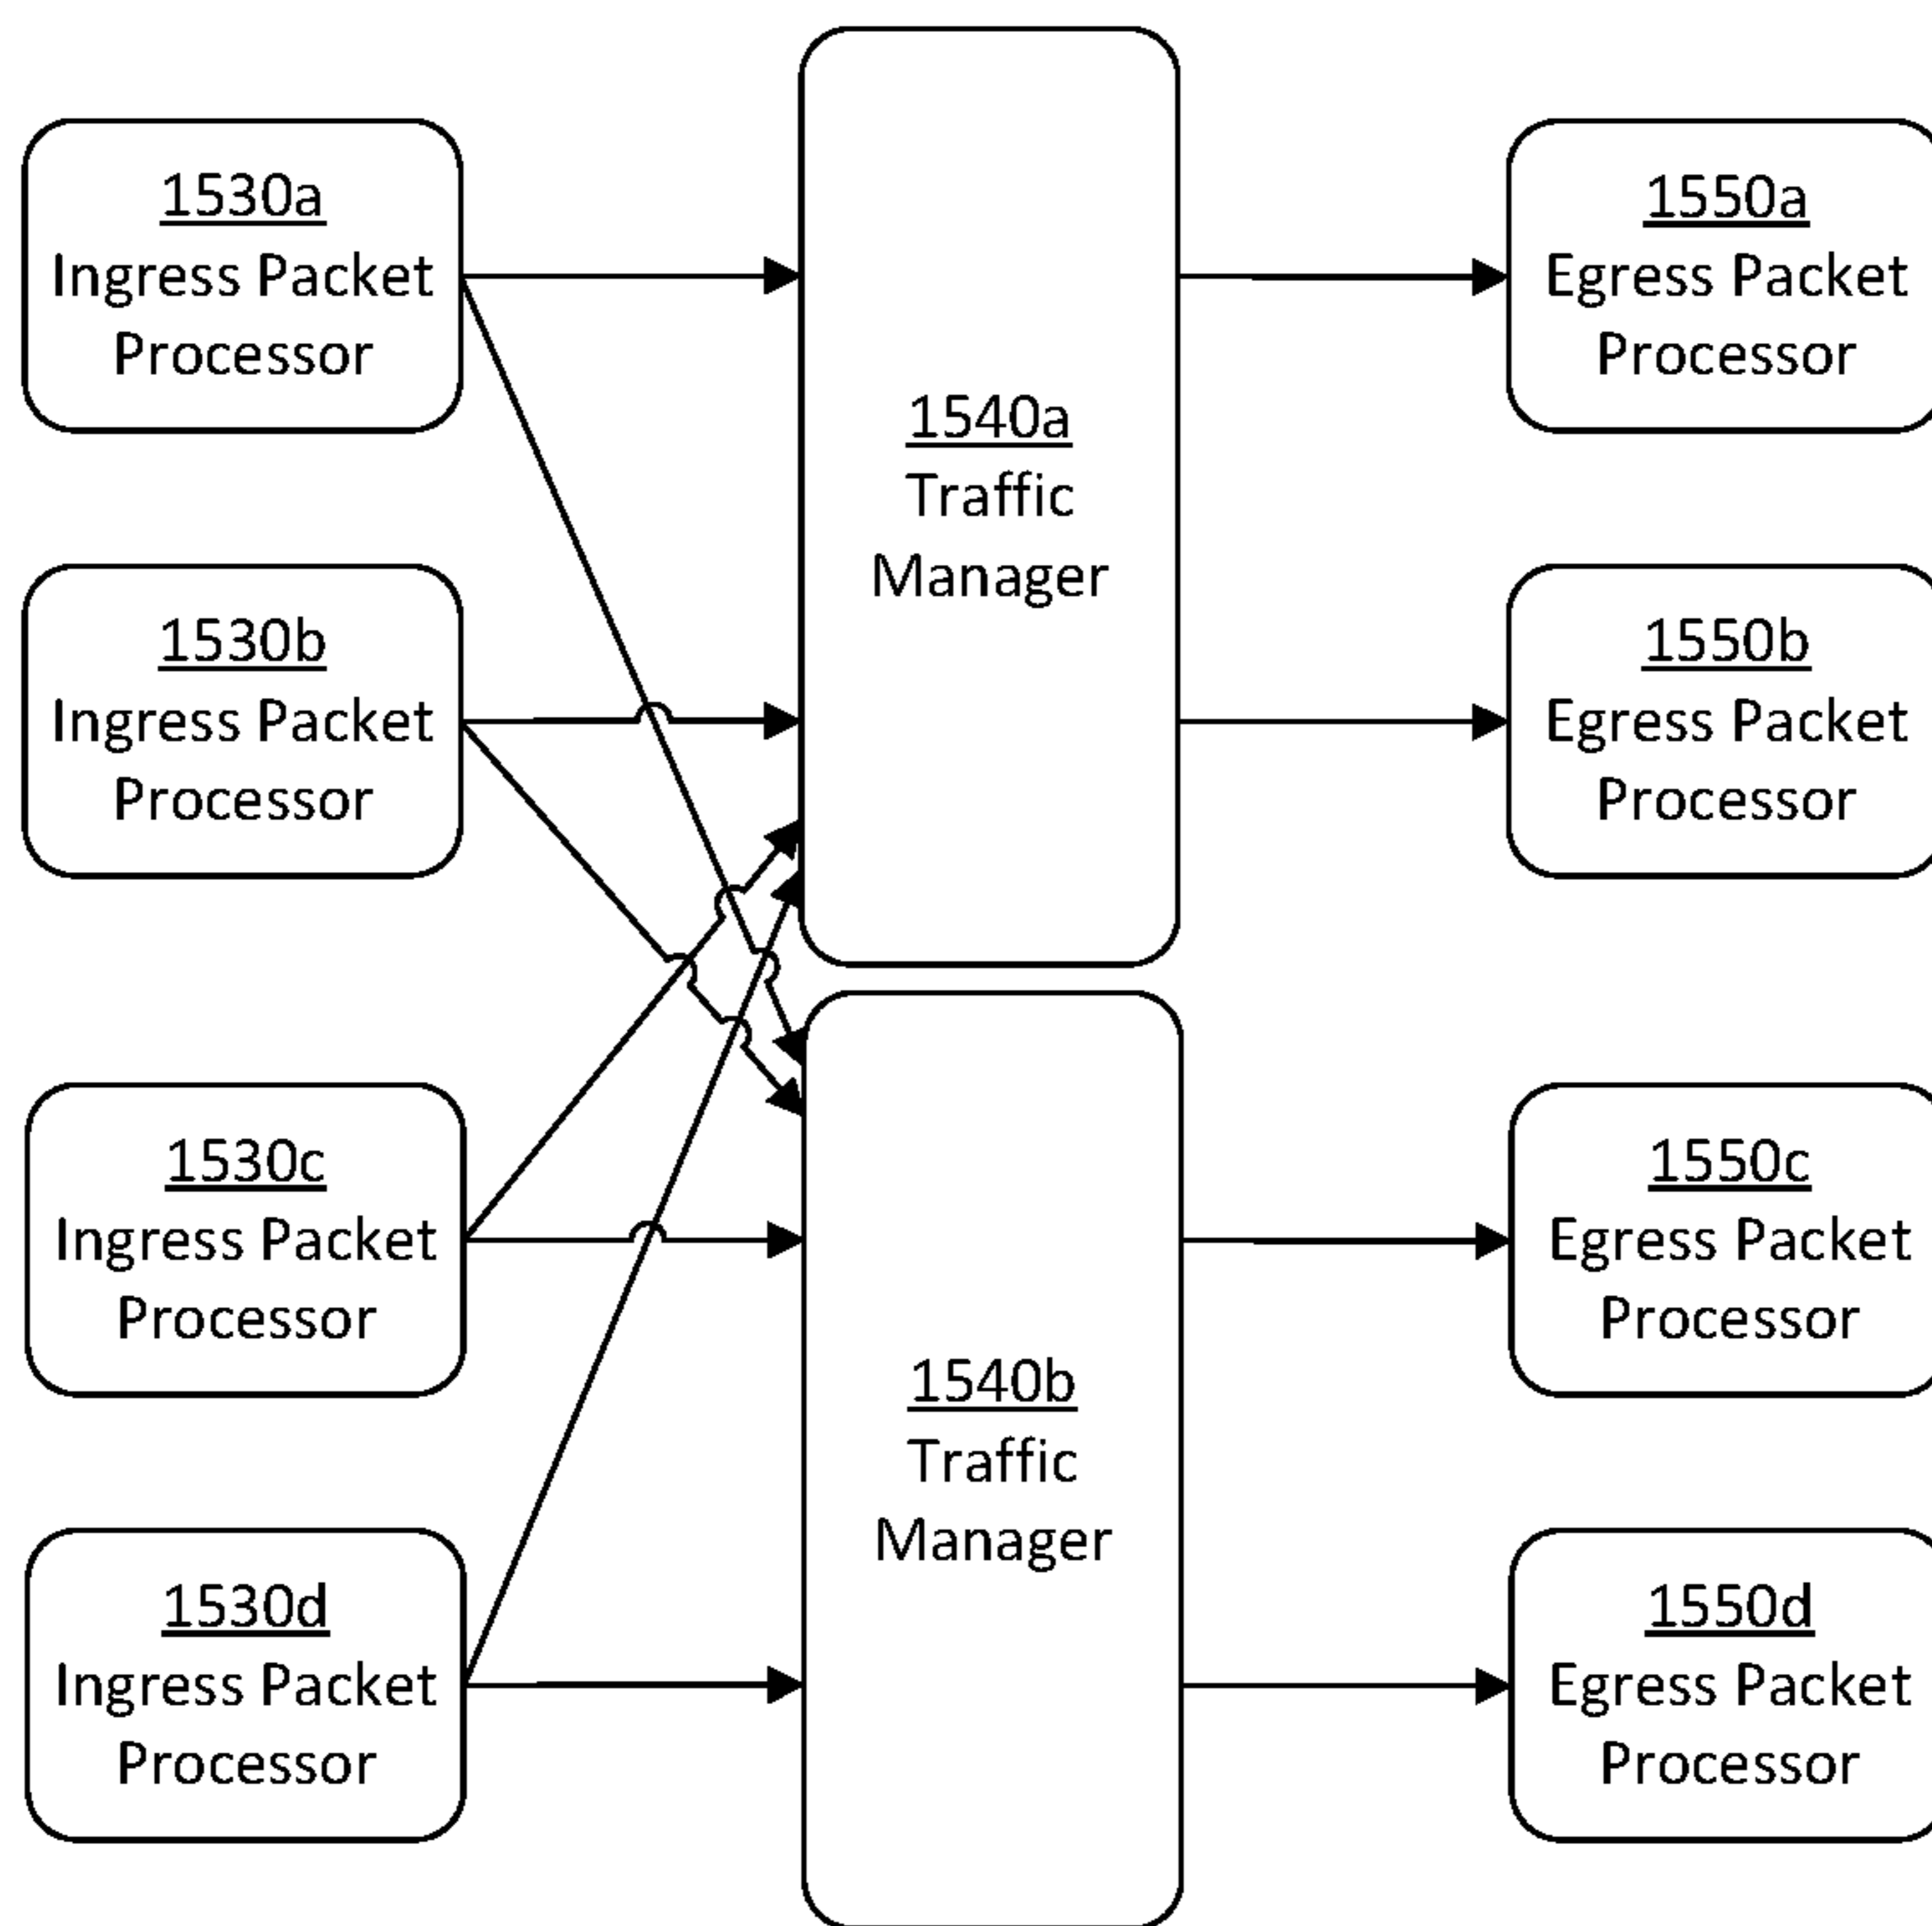 1530a
Ingress Packet
Processor
1530b
Ingress Packet
Processor
1530c
Ingress Packet
Processor
1530d
Ingress Packet
Processor
1540a
Traffic
Manager
1540b
Traffic
Manager
1550a
Egress Packet
Processor
1550b
Egress Packet
Processor
1550c
Egress Packet
Processor
1550d
Egress Packet
Processor